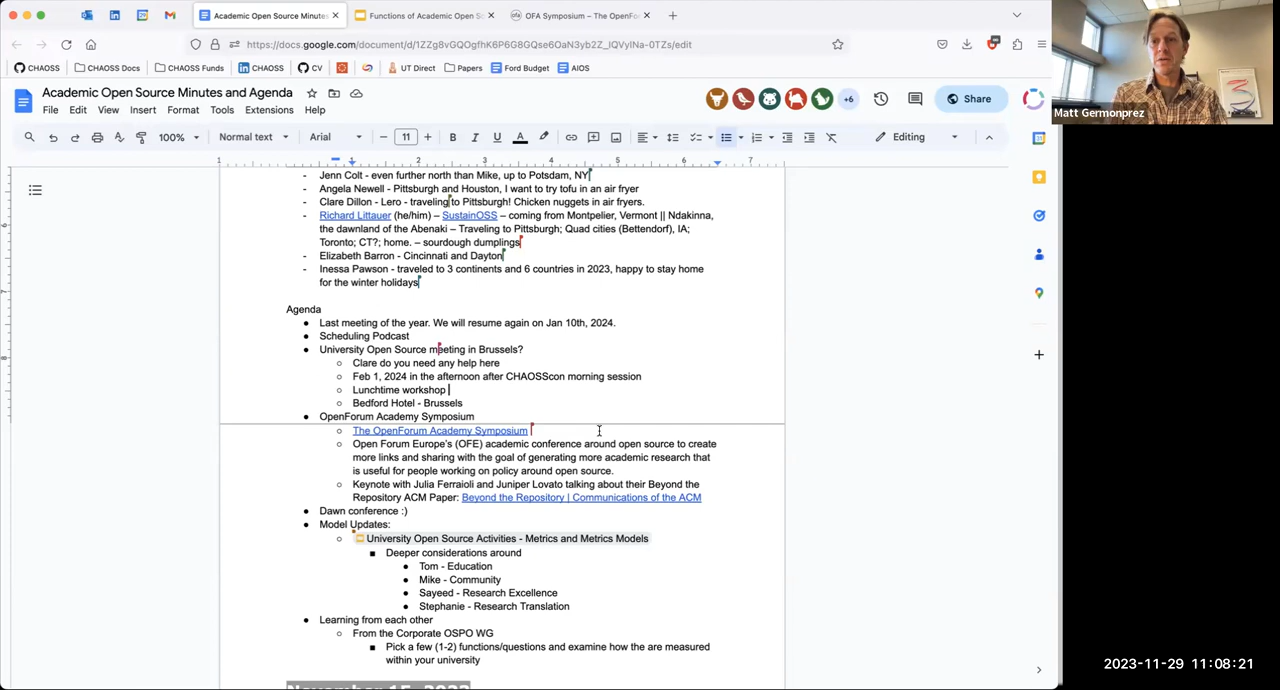 Academic Open Source Minutes
Functions of Academic Open So
OFA Symposium – The OpenFo
https://docs.google.com/document/d/1ZZg8vGQOgfhK6P6G8GQse6OaN3yb2Z_IQVyINa-0TZs/edit
CHAOSS
CHAOSS Docs
CHAOSS Funds
CHAOSS
CV
UT Direct
Papers
Ford Budget
AIOS
Matt Germonprez
Academic Open Source Minutes and Agenda
+6
Share
File Edit View Insert Format Tools Extensions Help
100% Normal text Arial 11 Editing
1 1 2 3 4 5 6 7
- Jenn Colt - even further north than Mike, up to Potsdam, NY
- Angela Newell - Pittsburgh and Houston, I want to try tofu in an air fryer
- Clare Dillon - Lero - traveling to Pittsburgh! Chicken nuggets in air fryers.
- Richard Littauer (he/him) – SustainOSS – coming from Montpelier, Vermont || Ndakinna,
the dawnland of the Abenaki – Traveling to Pittsburgh; Quad cities (Bettendorf), IA;
Toronto; CT?; home. – sourdough dumplings
- Elizabeth Barron - Cincinnati and Dayton
- Inessa Pawson - traveled to 3 continents and 6 countries in 2023, happy to stay home
for the winter holidays
Agenda
● Last meeting of the year. We will resume again on Jan 10th, 2024.
● Scheduling Podcast
● University Open Source meeting in Brussels?
○ Clare do you need any help here
○ Feb 1, 2024 in the afternoon after CHAOSScon morning session
○ Lunchtime workshop
○ Bedford Hotel - Brussels
● OpenForum Academy Symposium
○ The OpenForum Academy Symposium
○ Open Forum Europe's (OFE) academic conference around open source to create
more links and sharing with the goal of generating more academic research that
is useful for people working on policy around open source.
○ Keynote with Julia Ferraioli and Juniper Lovato talking about their Beyond the
Repository ACM Paper: Beyond the Repository | Communications of the ACM
● Dawn conference :)
● Model Updates:
○ University Open Source Activities - Metrics and Metrics Models
■ Deeper considerations around
● Tom - Education
● Mike - Community
● Sayeed - Research Excellence
● Stephanie - Research Translation
● Learning from each other
○ From the Corporate OSPO WG
■ Pick a few (1-2) functions/questions and examine how the are measured
within your university
November 15, 2023
2023-11-29 11:08:21